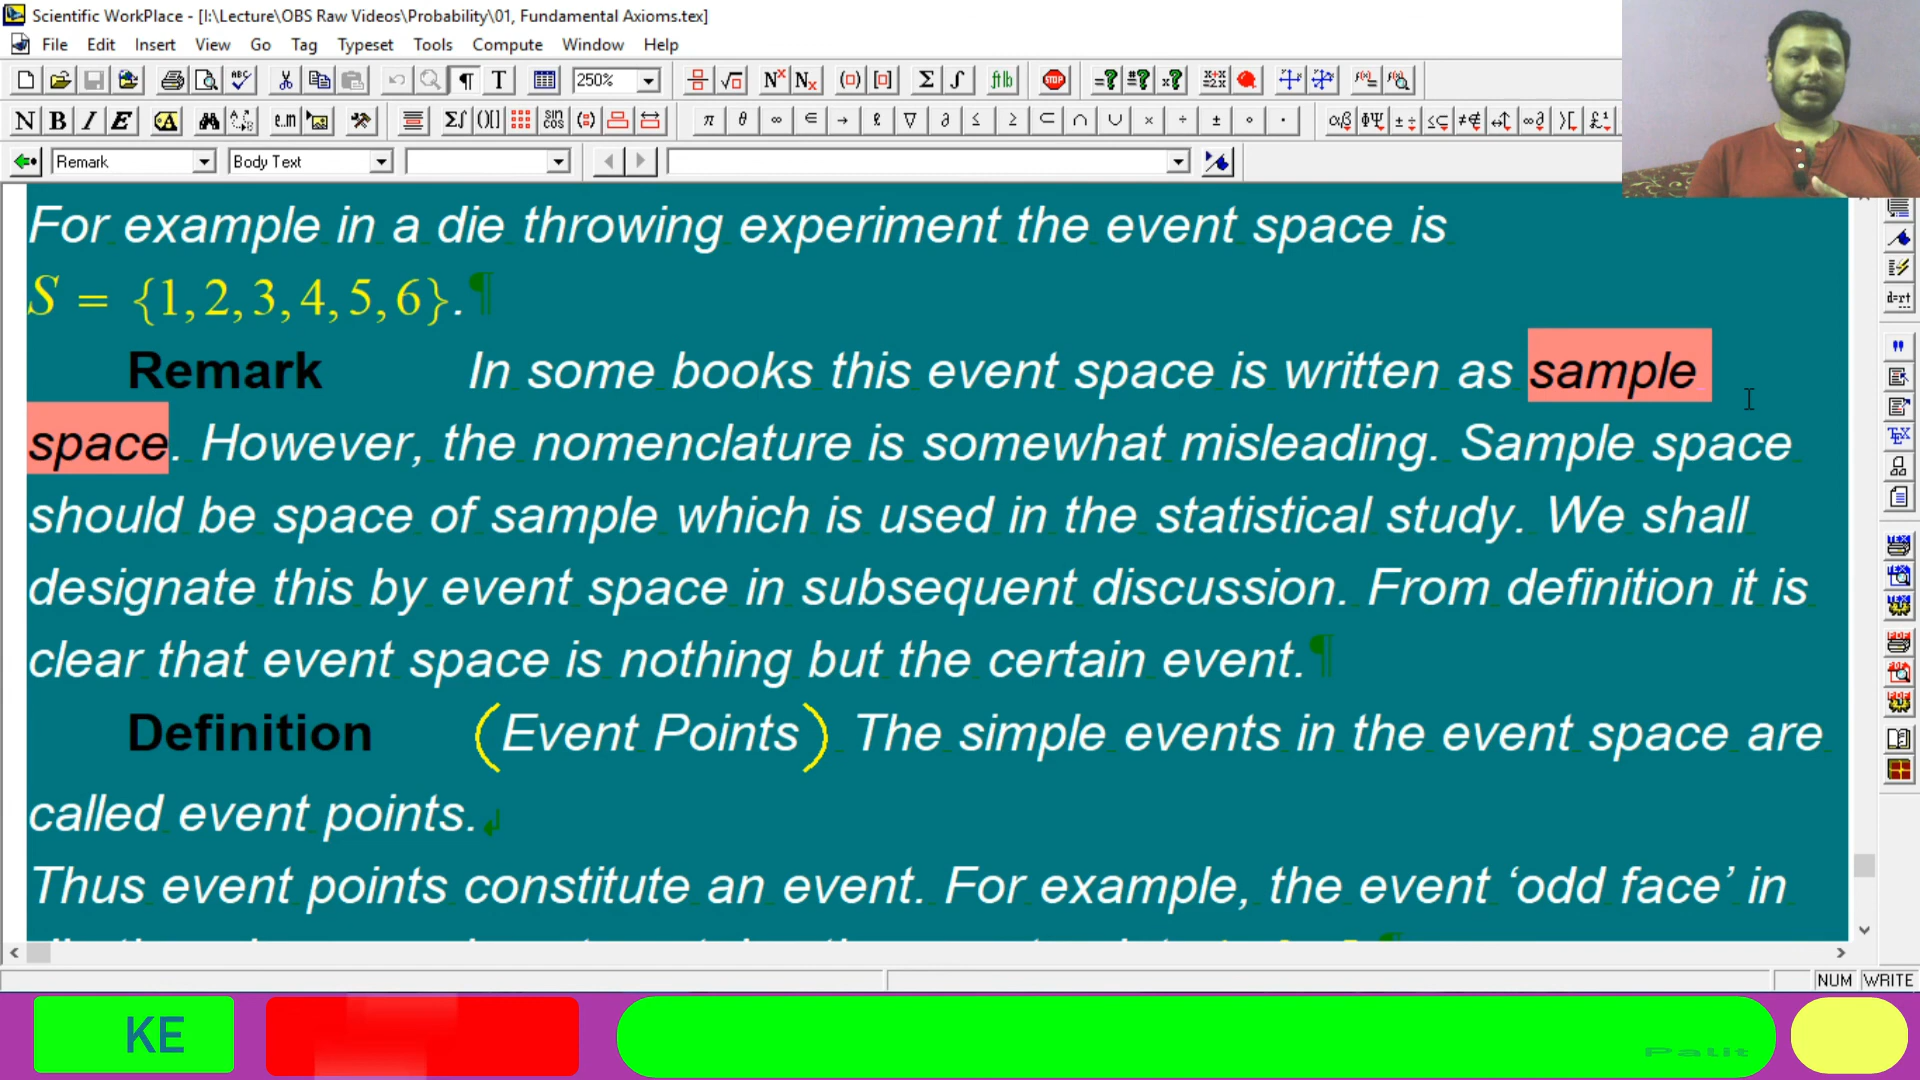 Scientific WorkPlace - [I:\Lecture\OBS Raw Videos\Probability\01, Fundamental Axioms.tex]
File Edit Insert View Go Tag Typeset Tools Compute Window Help
250%
Remark Body Text
For example in a die throwing experiment the event space is
S = {1, 2, 3, 4, 5, 6}.¶
Remark In some books this event space is written as sample
space. However, the nomenclature is somewhat misleading. Sample space
should be space of sample which is used in the statistical study. We shall
designate this by event space in subsequent discussion. From definition it is
clear that event space is nothing but the certain event.¶
Definition (Event Points) The simple events in the event space are
called event points.
Thus event points constitute an event. For example, the event ‘odd face’ in
NUM WRITE
KE
Palit